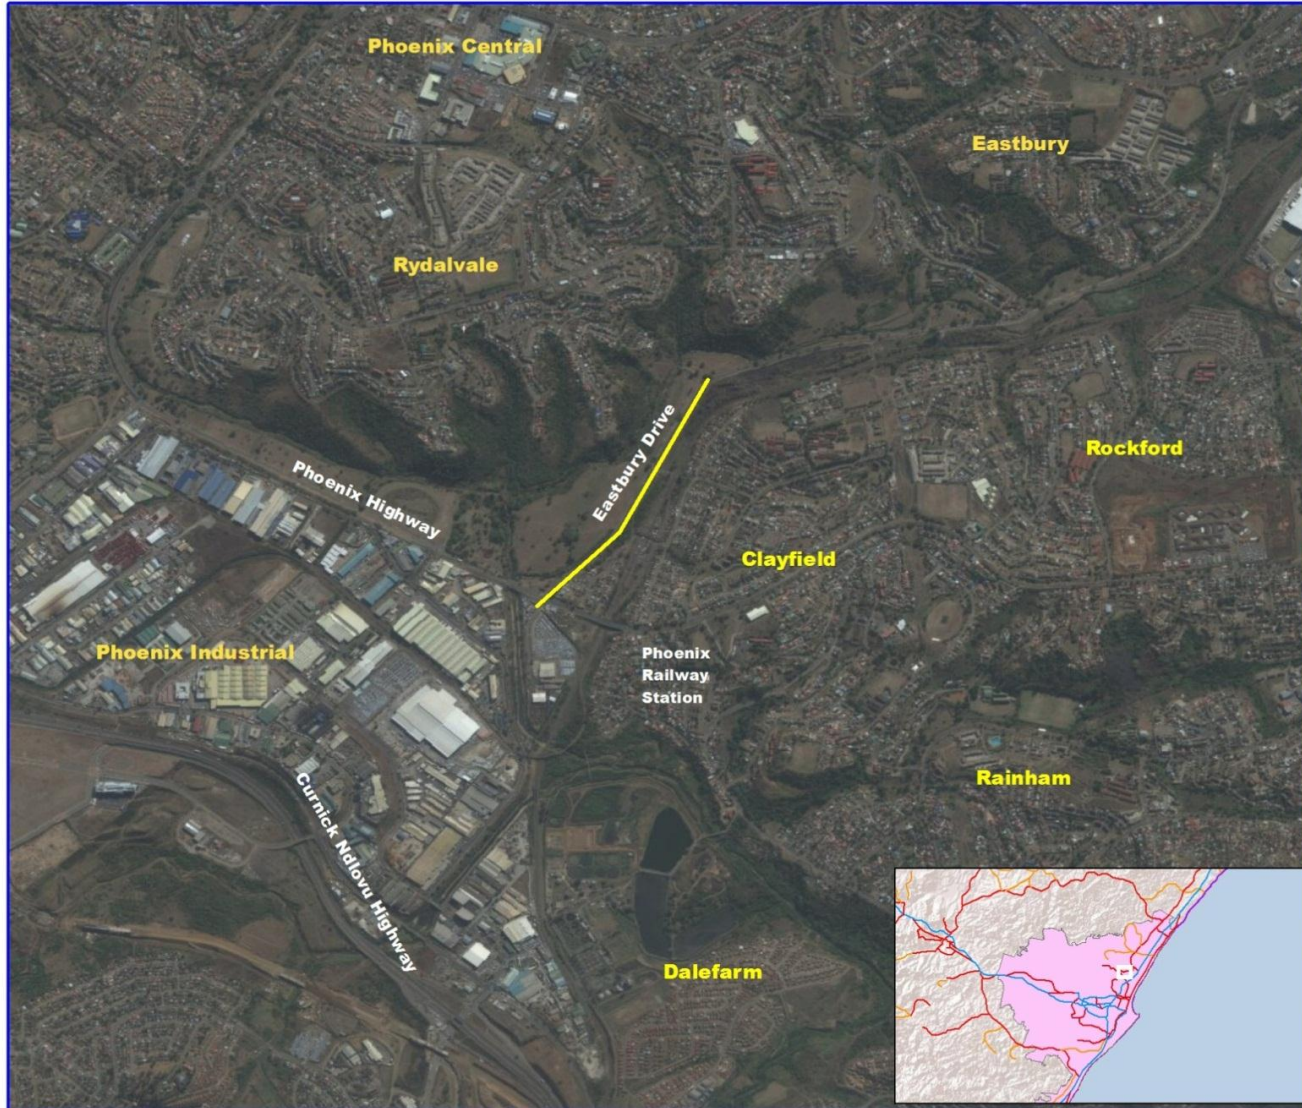 Phoenix Central
Eastbury
Rydalvale
Eastbury Drive
Rockford
Phoenix Highway
Clayfield
Phoenix Industrial
Phoenix
Railway
Station
Rainham
Curnick Ndlovu Highway
Dalefarm